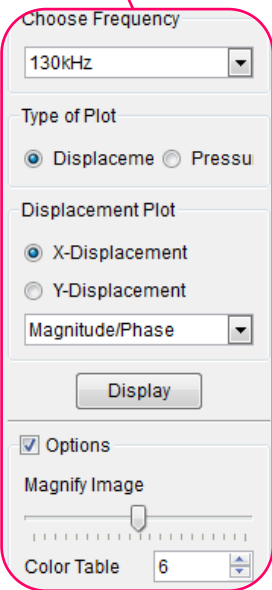 Choose Frequency
130kHz
Type of Plot
Displaceme Pressu
Displacement Plot
X-Displacement
Y-Displacement
Magnitude/Phase
Display
Options
Magnify Image
Color Table 6